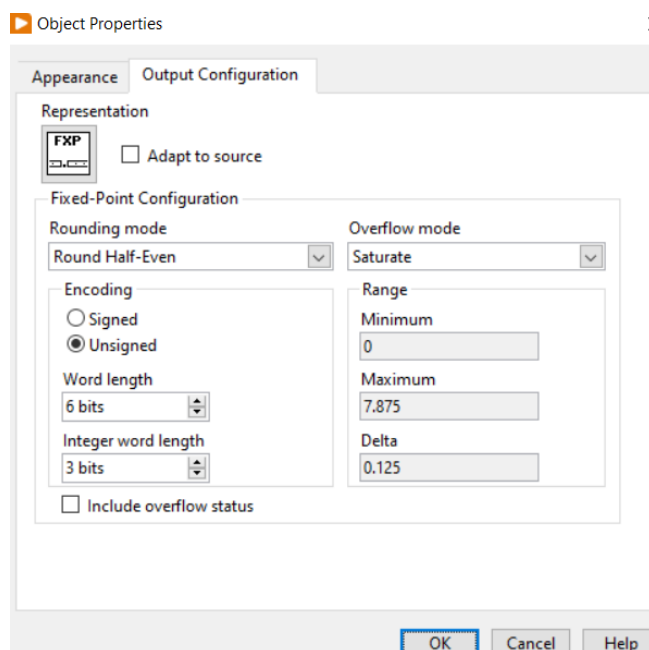 Object Properties
Appearance
Output Configuration
Representation
FXP
Adapt to source
Fixed-Point Configuration
Rounding mode
Overflow mode
Round Half-Even
Saturate
Encoding
Range
Signed
Minimum
Unsigned
0
Word length
Maximum
6 bits
7.875
Integer word length
Delta
3 bits
0.125
Include overflow status
OK
Cancel
Help